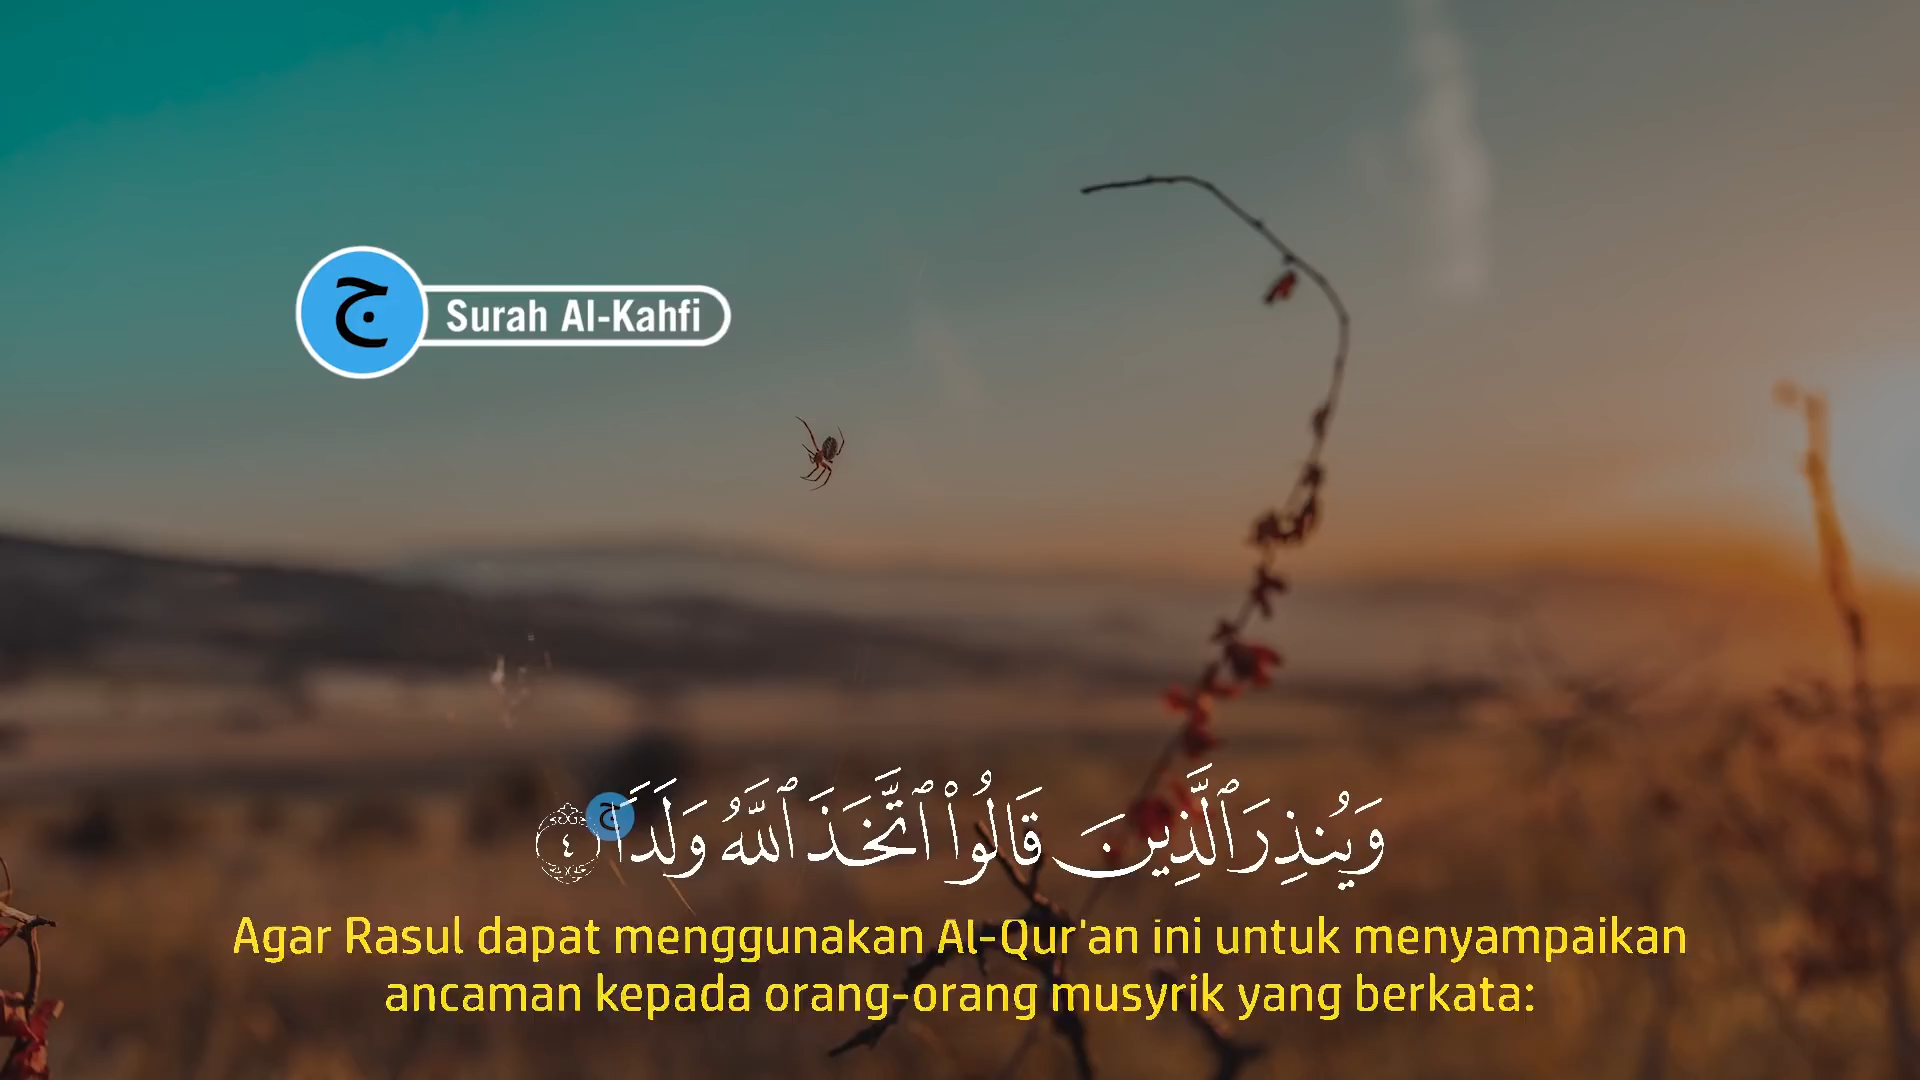 ج
Surah Al-Kahfi
وَيُنذِرَ ٱلَّذِينَ قَالُوا۟ ٱتَّخَذَ ٱللَّهُ وَلَدًا ج ٤
Agar Rasul dapat menggunakan Al-Qur'an ini untuk menyampaikan
ancaman kepada orang-orang musyrik yang berkata: